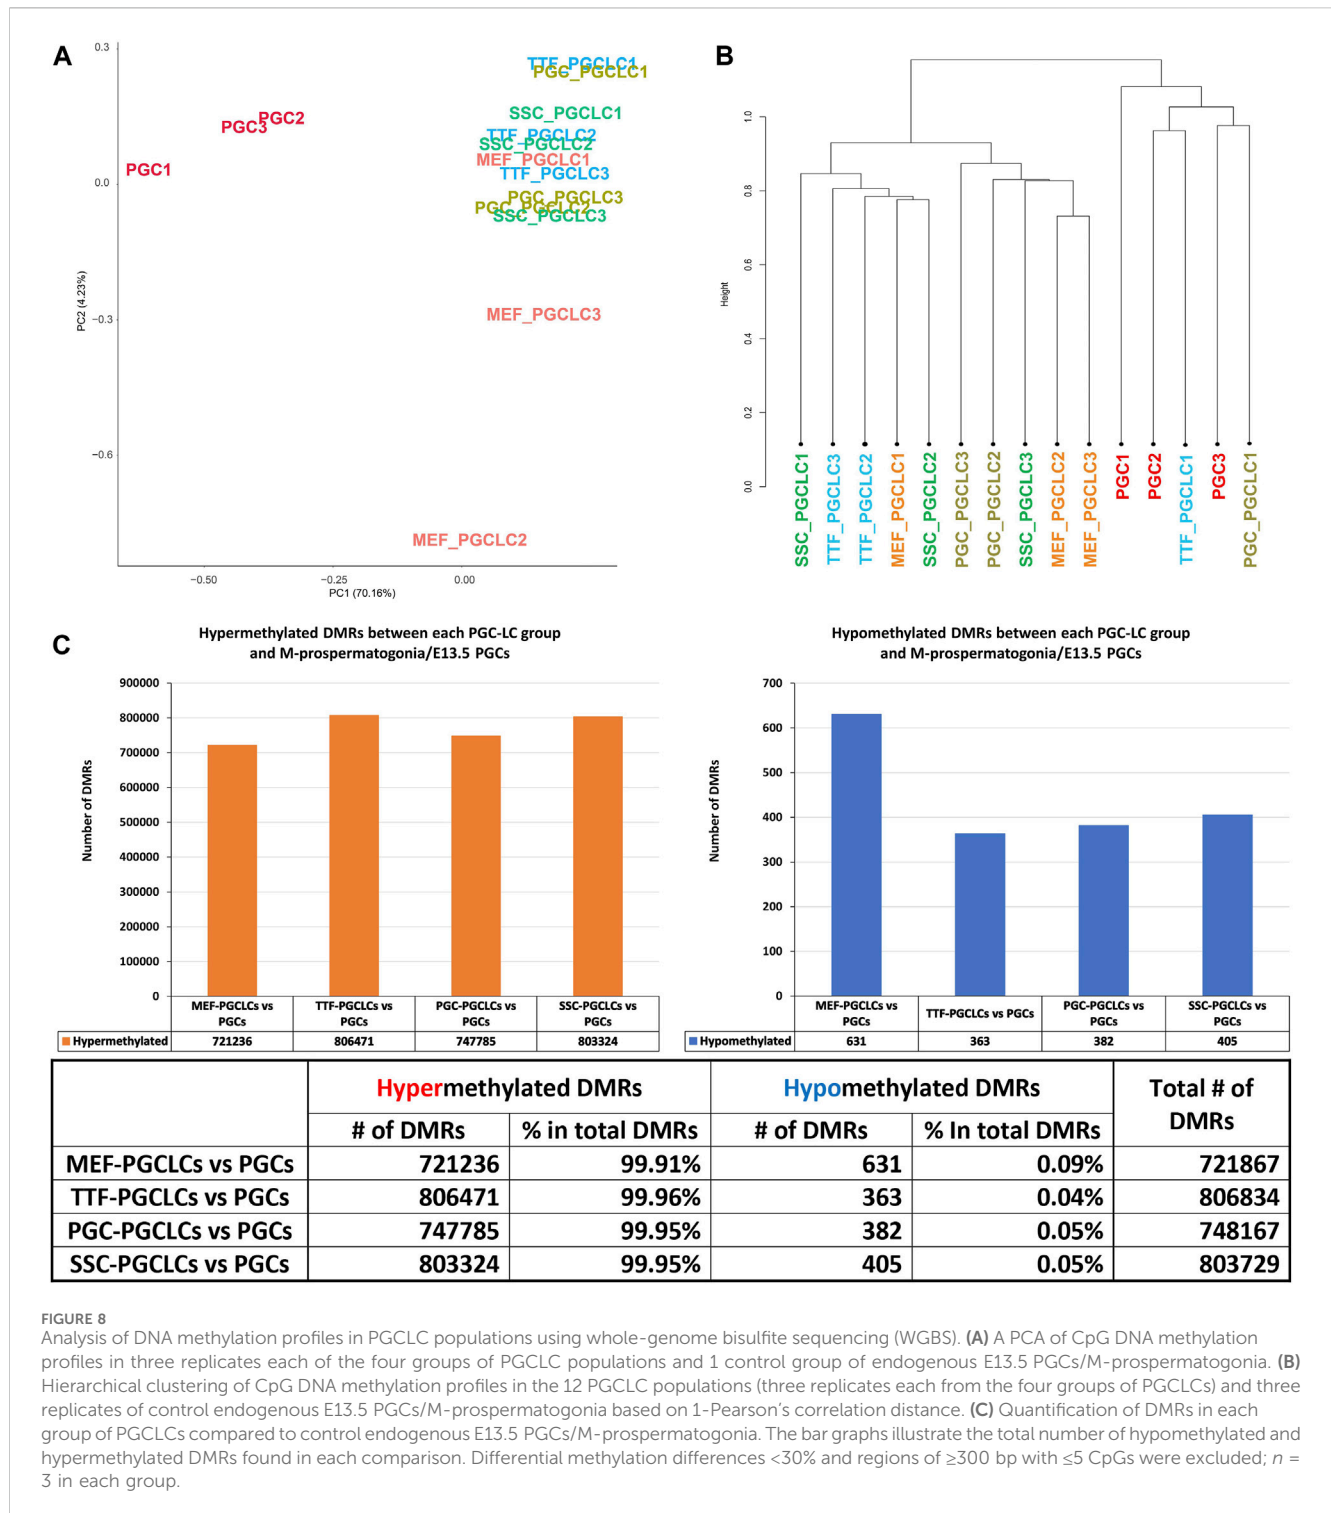 A
0.3
0.0
−0.3
−0.6
PC2 (4.23%)
−0.50
−0.25
0.00
PC1 (70.16%)
TTF_PGCLC1
PGC_PGCLC1
PGC2
PGC3
SSC_PGCLC1
TTF_PGCLC2
SSC_PGCLC2
MEF_PGCLC1
PGC1
TTF_PGCLC3
PGC_PGCLC3
PGC_PGCLC2
SSC_PGCLC3
MEF_PGCLC3
MEF_PGCLC2
B
1.0
0.8
0.6
0.4
0.2
0.0
Height
SSC_PGCLC1
TTF_PGCLC3
TTF_PGCLC2
MEF_PGCLC1
SSC_PGCLC2
PGC_PGCLC3
PGC_PGCLC2
SSC_PGCLC3
MEF_PGCLC2
MEF_PGCLC3
PGC1
PGC2
TTF_PGCLC1
PGC3
PGC_PGCLC1
C
Hypermethylated DMRs between each PGC-LC group
and M-prospermatogonia/E13.5 PGCs
Number of DMRs
900000
800000
700000
600000
500000
400000
300000
200000
100000
0
MEF-PGCLCs vs PGCs
TTF-PGCLCs vs PGCs
PGC-PGCLCs vs PGCs
SSC-PGCLCs vs PGCs
Hypermethylated 721236 806471 747785 803324
Hypomethylated DMRs between each PGC-LC group
and M-prospermatogonia/E13.5 PGCs
Number of DMRs
700
600
500
400
300
200
100
0
MEF-PGCLCs vs PGCs
TTF-PGCLCs vs PGCs
PGC-PGCLCs vs PGCs
SSC-PGCLCs vs PGCs
Hypomethylated 631 363 382 405
Hypermethylated DMRs Hypomethylated DMRs Total # of DMRs
# of DMRs % in total DMRs # of DMRs % In total DMRs
MEF-PGCLCs vs PGCs 721236 99.91% 631 0.09% 721867
TTF-PGCLCs vs PGCs 806471 99.96% 363 0.04% 806834
PGC-PGCLCs vs PGCs 747785 99.95% 382 0.05% 748167
SSC-PGCLCs vs PGCs 803324 99.95% 405 0.05% 803729
FIGURE 8
Analysis of DNA methylation profiles in PGCLC populations using whole-genome bisulfite sequencing (WGBS). (A) A PCA of CpG DNA methylation
profiles in three replicates each of the four groups of PGCLC populations and 1 control group of endogenous E13.5 PGCs/M-prospermatogonia. (B)
Hierarchical clustering of CpG DNA methylation profiles in the 12 PGCLC populations (three replicates each from the four groups of PGCLCs) and three
replicates of control endogenous E13.5 PGCs/M-prospermatogonia based on 1-Pearson's correlation distance. (C) Quantification of DMRs in each
group of PGCLCs compared to control endogenous E13.5 PGCs/M-prospermatogonia. The bar graphs illustrate the total number of hypomethylated and
hypermethylated DMRs found in each comparison. Differential methylation differences <30% and regions of ≥300 bp with ≤5 CpGs were excluded; n =
3 in each group.